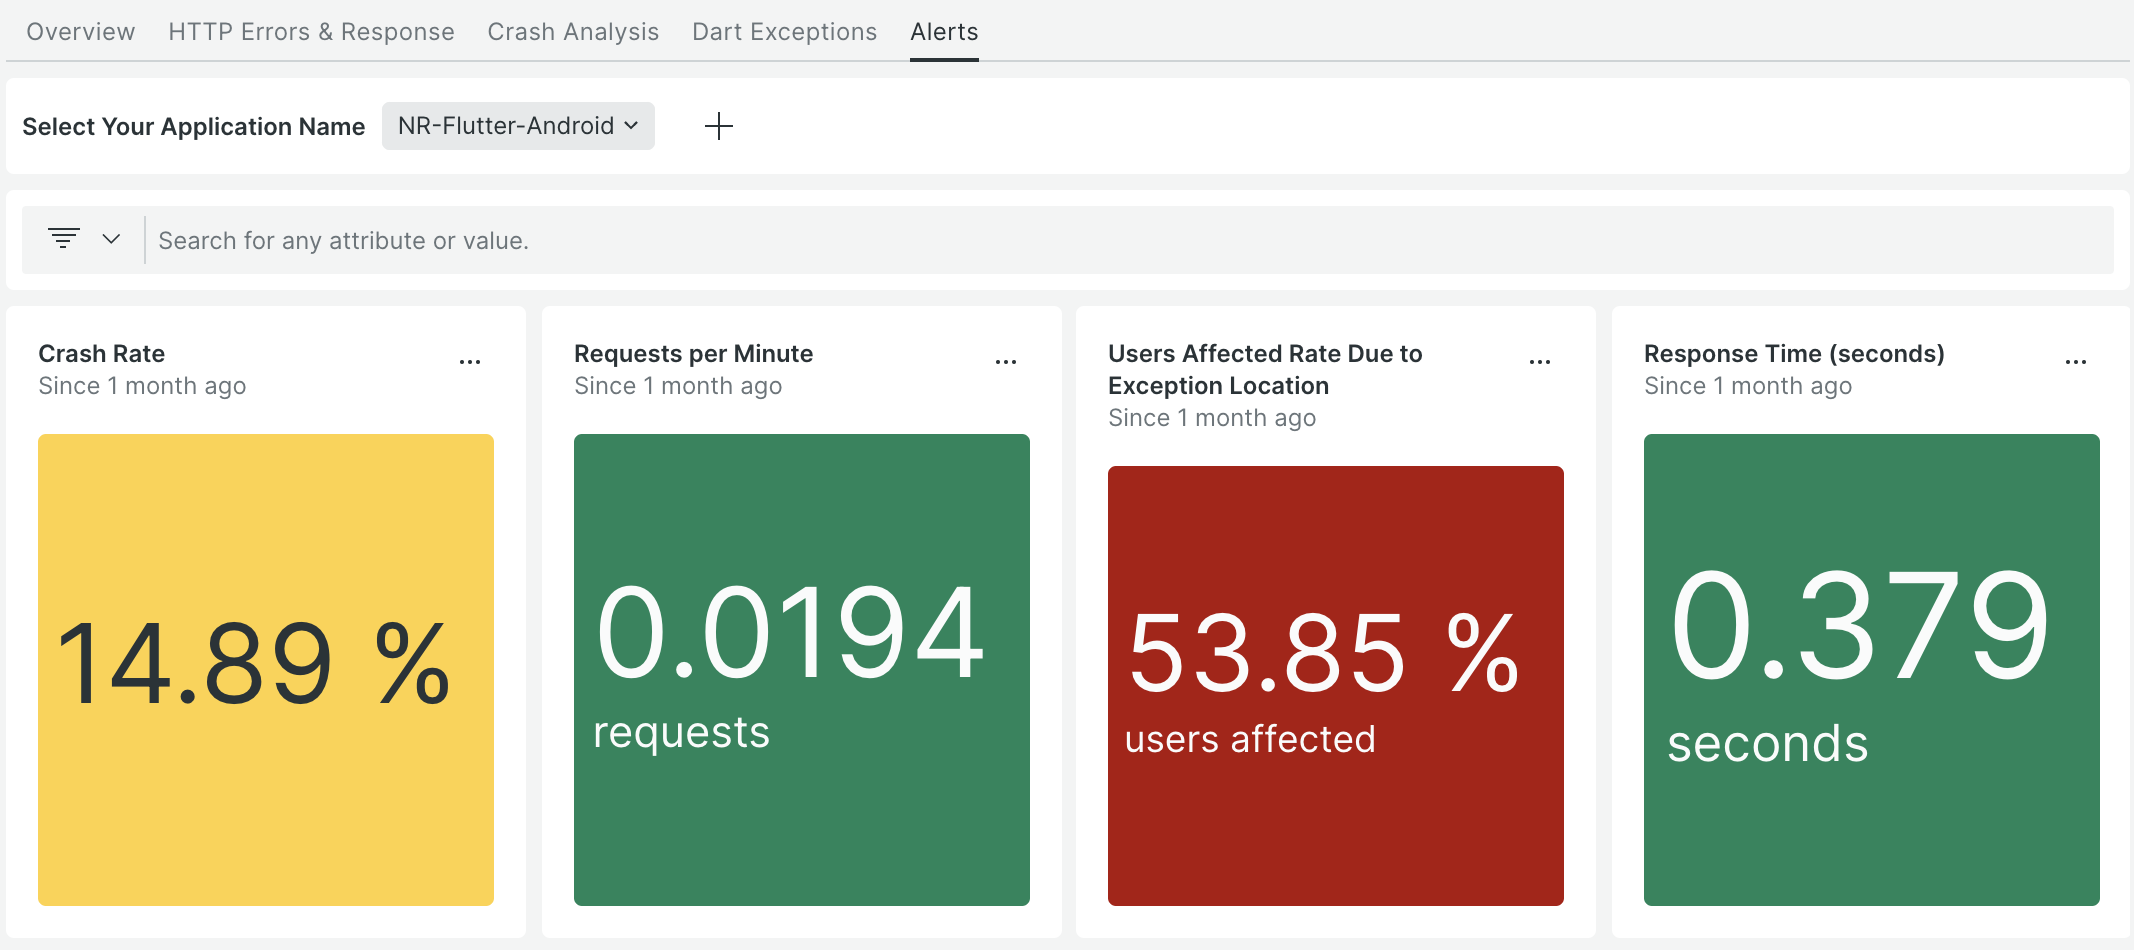 Overview HTTP Errors & Response Crash Analysis Dart Exceptions Alerts
Select Your Application Name NR-Flutter-Android
Search for any attribute or value.
Crash Rate
Since 1 month ago
14.89 %
Requests per Minute
Since 1 month ago
0.0194
requests
Users Affected Rate Due to
Exception Location
Since 1 month ago
53.85 %
users affected
Response Time (seconds)
Since 1 month ago
0.379
seconds